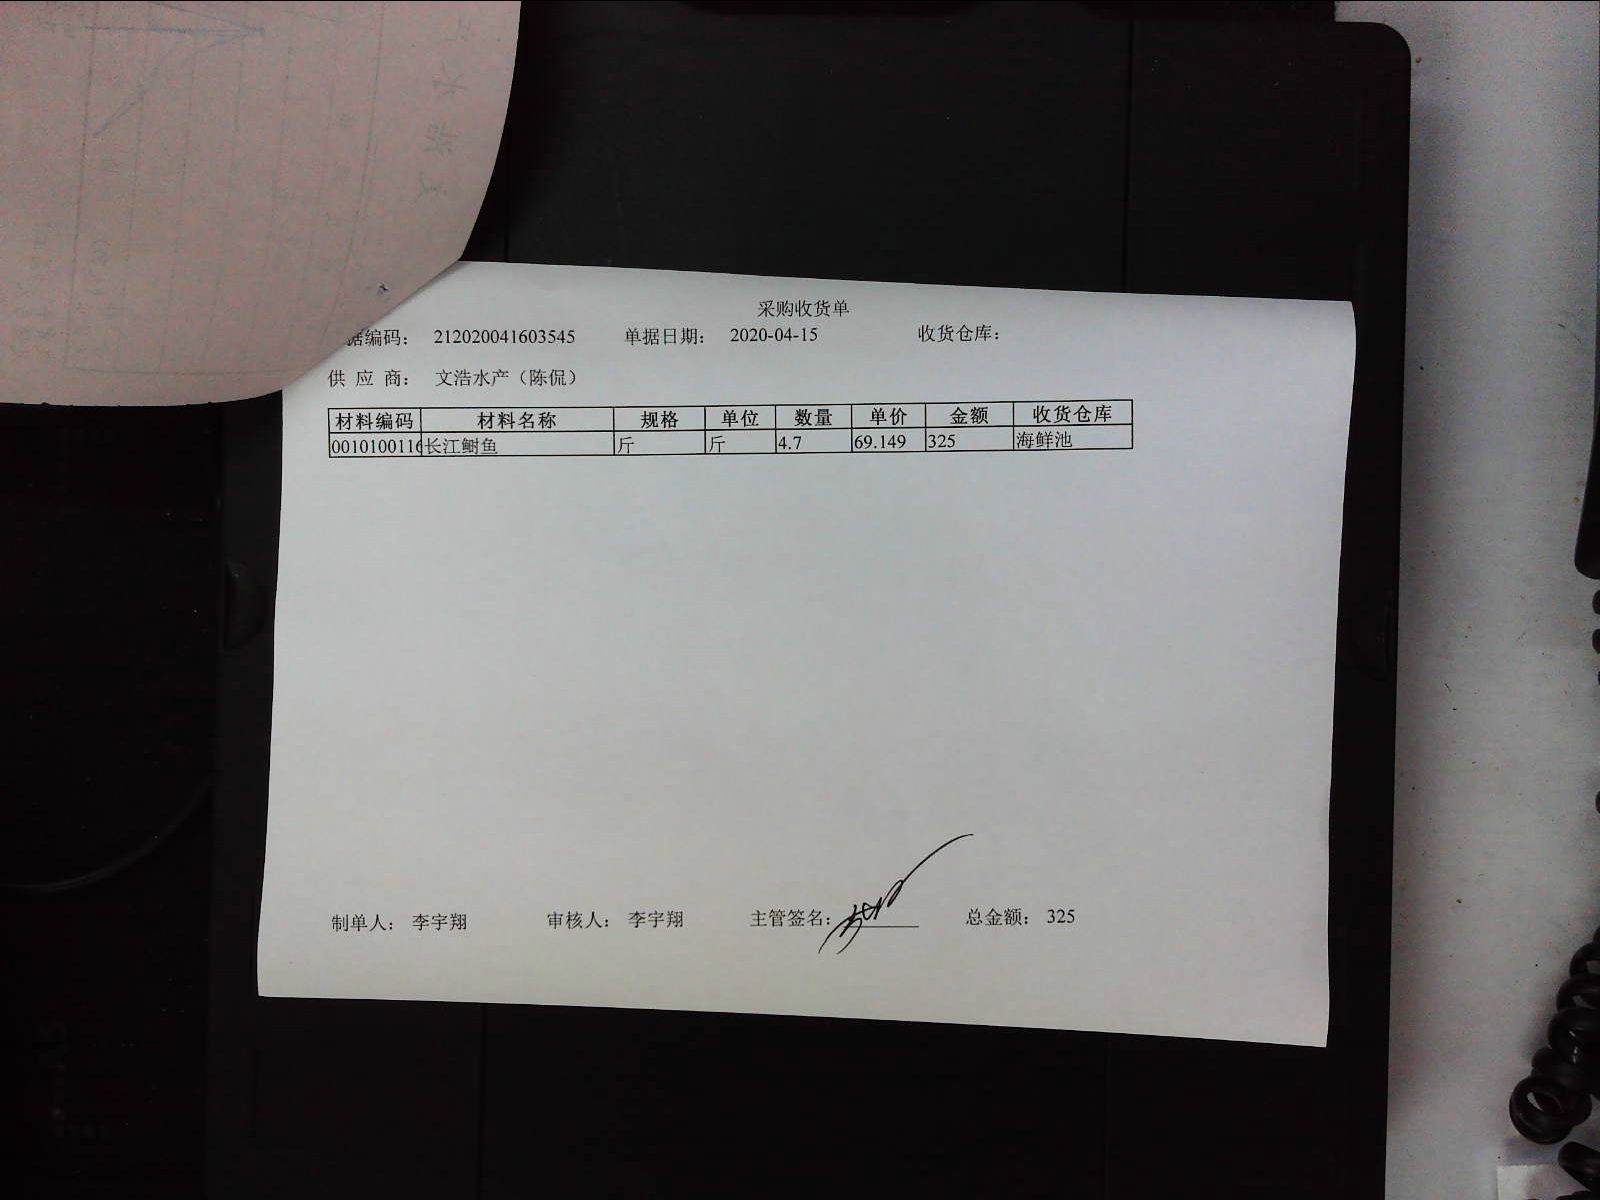 采购收货单
据编码： 212020041603545 单据日期： 2020-04-15 收货仓库：
供 应 商： 文浩水产（陈侃）
材料编码 材料名称 规格 单位 数量 单价 金额 收货仓库
0010100116 长江鲥鱼 斤 斤 4.7 69.149 325 海鲜池
制单人： 李宇翔 审核人： 李宇翔 主管签名： 总金额： 325